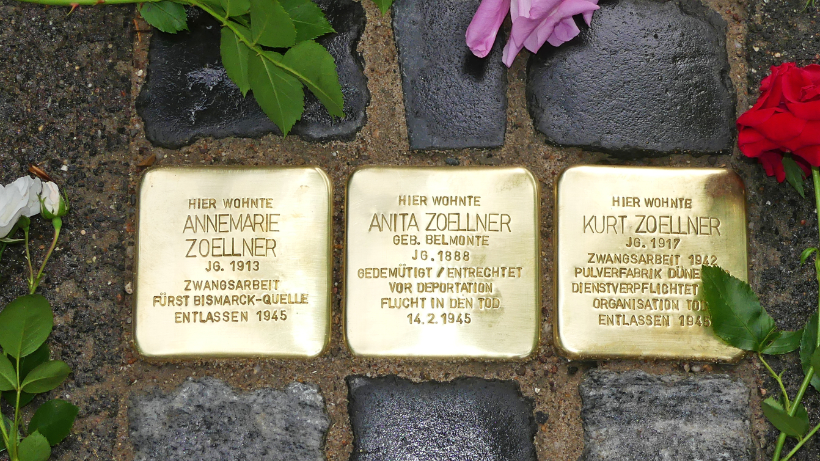 HIER WOHNTE
ANNEMARIE
ZOELLNER
JG. 1913
ZWANGSARBEIT
FÜRST BISMARCK-QUELLE
ENTLASSEN 1945
HIER WOHNTE
ANITA ZOELLNER
GEB. BELMONTE
JG. 1888
GEDEMÜTIGT / ENTRECHTET
VOR DEPORTATION
FLUCHT IN DEN TOD
14.2.1945
HIER WOHNTE
KURT ZOELLNER
JG. 1917
ZWANGSARBEIT 1942
PULVERFABRIK
DIENSTVERPFLICHTET
ORGANISATION
ENTLASSEN 1945